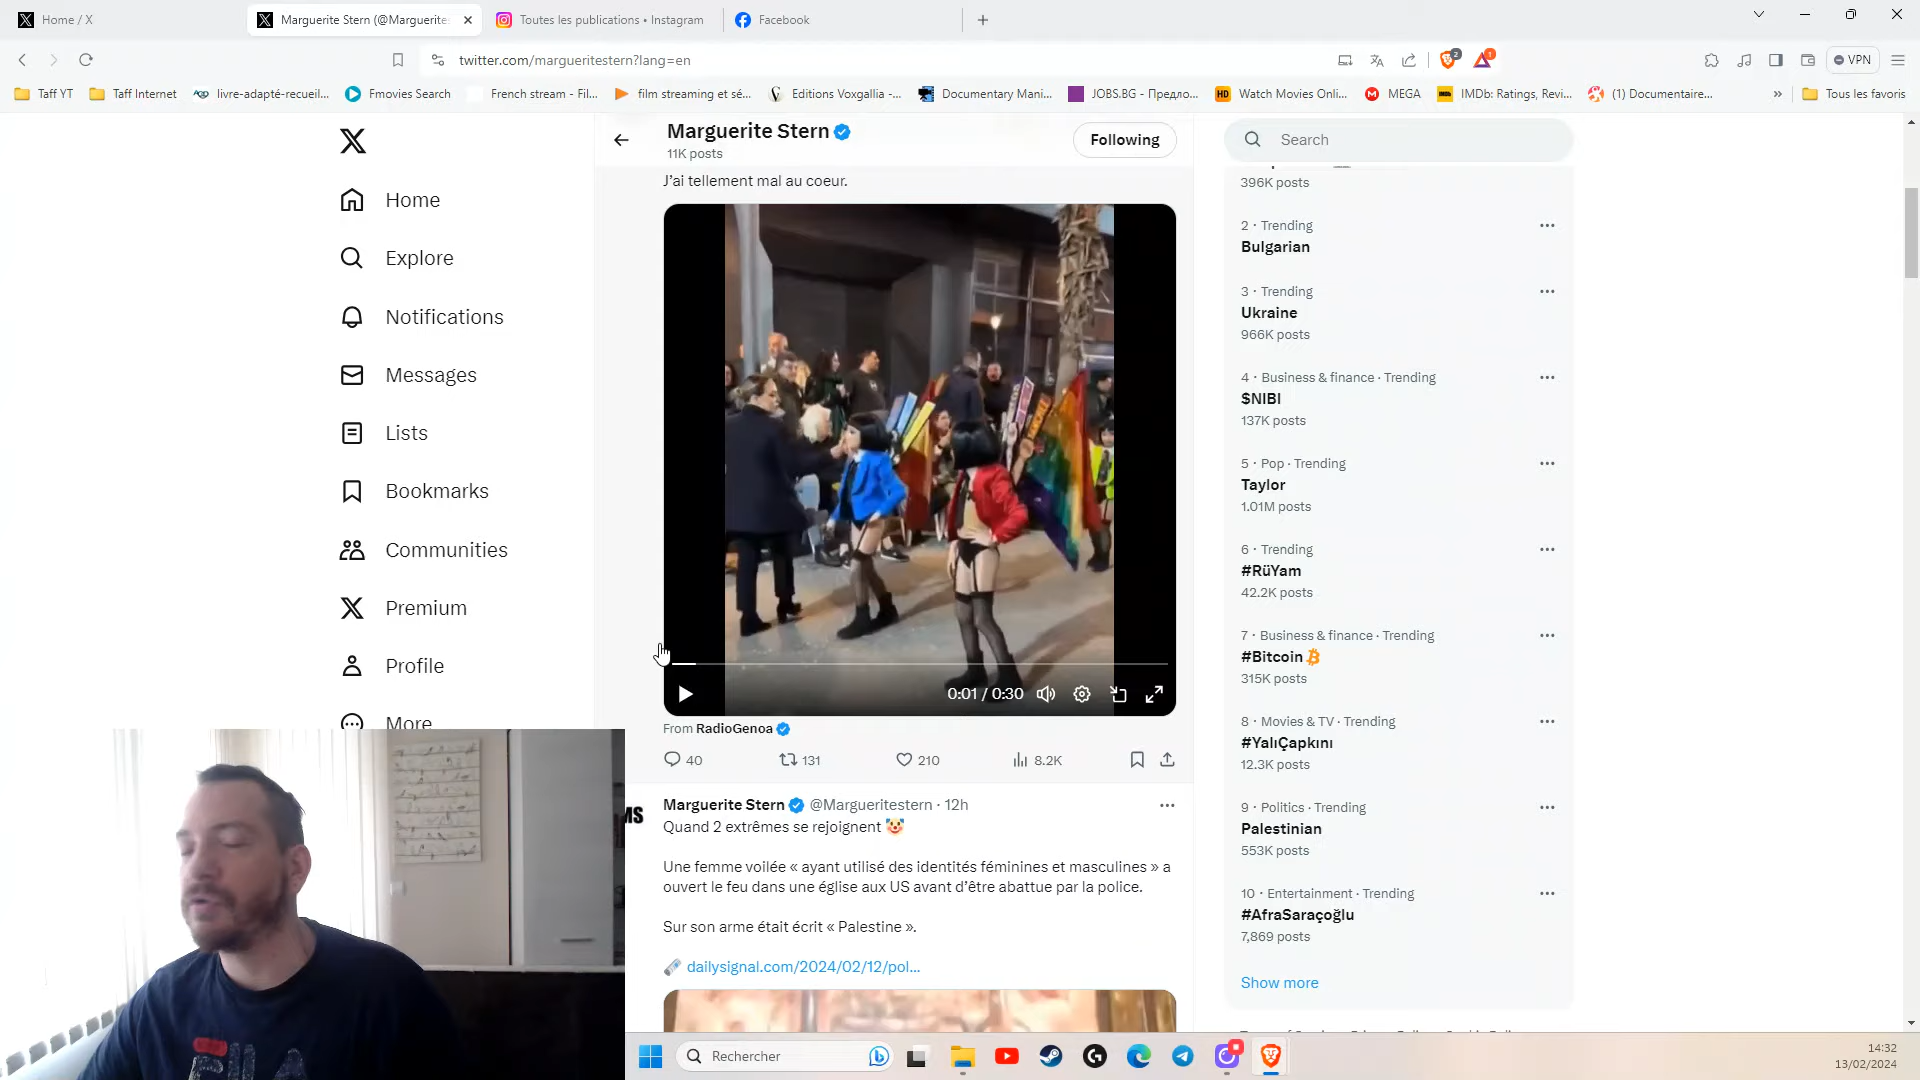 Home / X
Marguerite Stern (@Marguerite
Toutes les publications • Instagram
Facebook
twitter.com/margueritestern?lang=en
2
1
VPN
Taff YT
Taff Internet
livre-adapté-recueil...
Fmovies Search
French stream - Fil...
film streaming et sé...
Editions Voxgallia -...
Documentary Mani...
JOBS.BG - Предло...
HD
Watch Movies Onli...
MEGA
IMDb: Ratings, Revi...
(1) Documentaire...
»
Tous les favoris
Home
Explore
Notifications
Messages
Lists
Bookmarks
Communities
Premium
Profile
More
Marguerite Stern
11K posts
Following
J'ai tellement mal au coeur.
0:01 / 0:30
From RadioGenoa
40
131
210
8.2K
Marguerite Stern @Margueritestern · 12h
Quand 2 extrêmes se rejoignent 🤡
Une femme voilée « ayant utilisé des identités féminines et masculines » a
ouvert le feu dans une église aux US avant d'être abattue par la police.
Sur son arme était écrit « Palestine ».
🗞️ dailysignal.com/2024/02/12/pol...
Search
396K posts
2 · Trending
Bulgarian
3 · Trending
Ukraine
966K posts
4 · Business & finance · Trending
$NIBI
137K posts
5 · Pop · Trending
Taylor
1.01M posts
6 · Trending
#RüYam
42.2K posts
7 · Business & finance · Trending
#Bitcoin
315K posts
8 · Movies & TV · Trending
#YalıÇapkını
12.3K posts
9 · Politics · Trending
Palestinian
553K posts
10 · Entertainment · Trending
#AfraSaraçoğlu
7,869 posts
Show more
FILA
Rechercher
14:32
13/02/2024